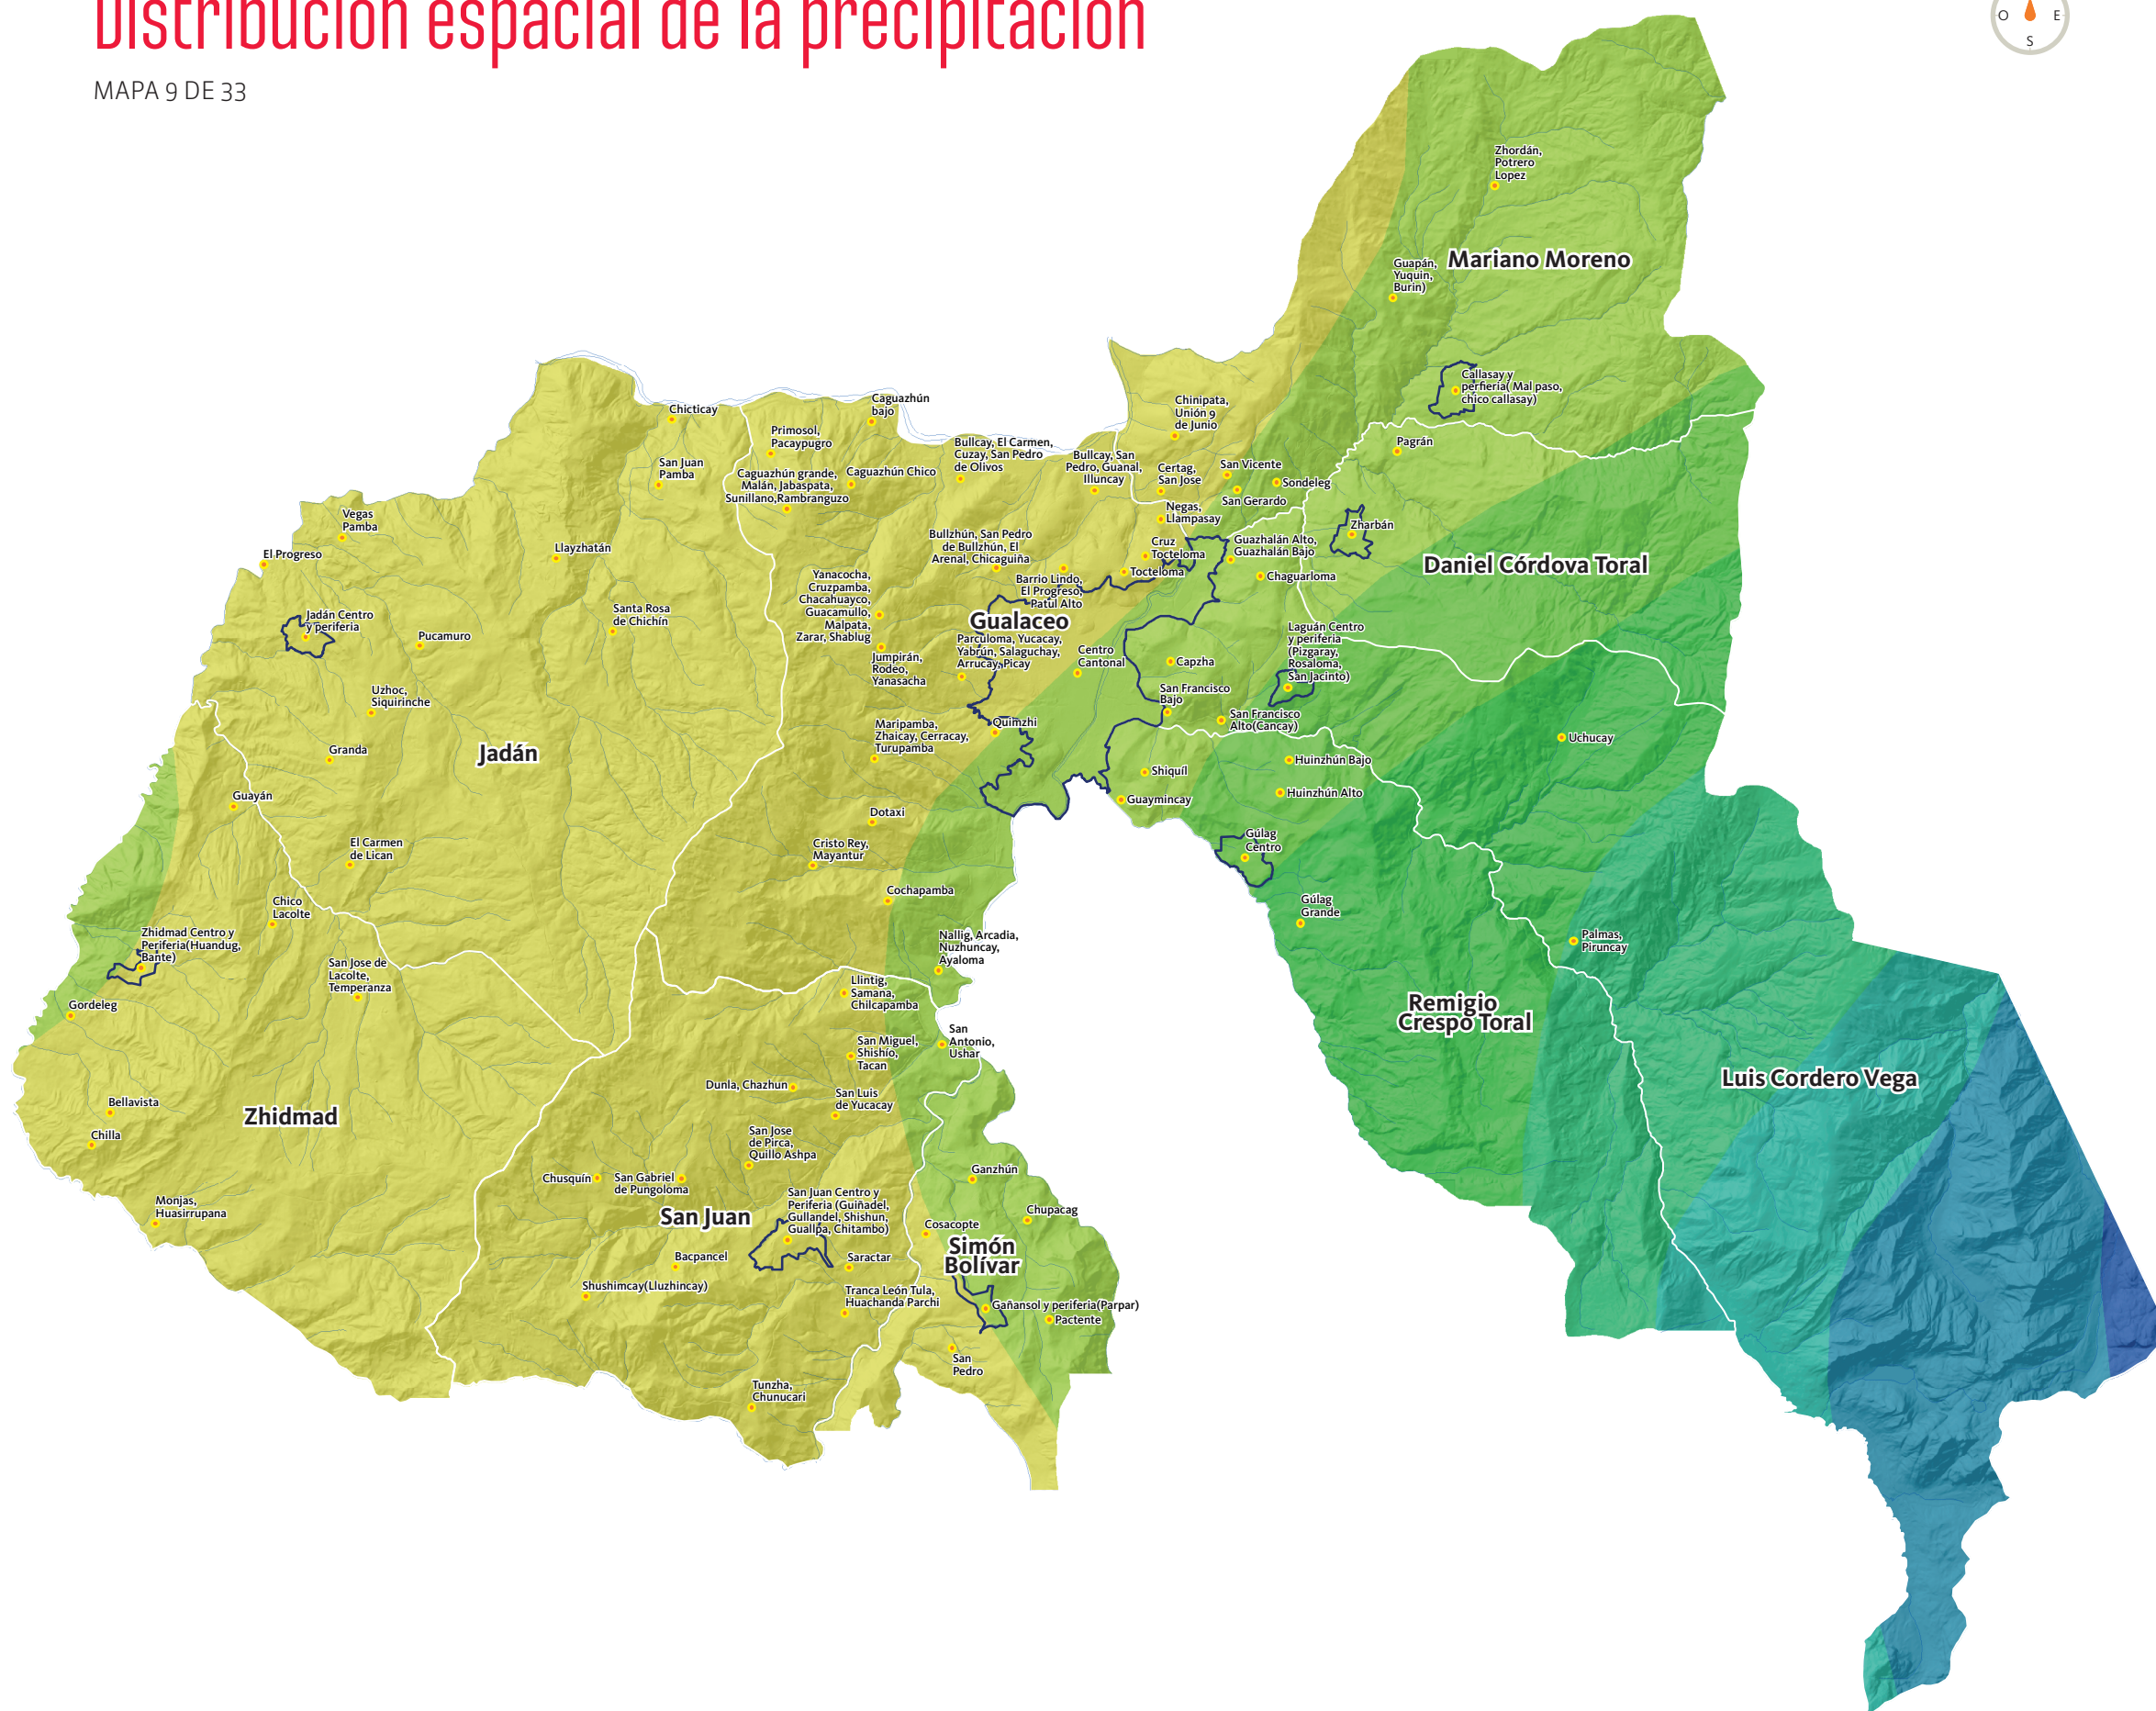 Distribución espacial de la precipitación
MAPA 9 DE 33
O
E
S
Zhordán,
Potrero
Lopez
Mariano Moreno
Guapán,
Yuquin,
Burin)
Callasay y
perfieria( Mal paso,
chico callasay)
Chinipata,
Unión 9
de Junio
Caguazhún
bajo
Chicticay
Primosol,
Pacaypugro
San Juan
Pamba
Caguazhún grande,
Malán, Jabaspata,
Sunillano,Rambranguzo
Caguazhún Chico
Bullcay, El Carmen,
Cuzay, San Pedro
de Olivos
Bullcay, San
Pedro, Guanal,
Illuncay
Certag,
San Jose
San Vicente
San Gerardo
Sondeleg
Pagrán
Negas,
Llampasay
Vegas
Pamba
El Progreso
Llayzhatán
Bullzhún, San Pedro
de Bullzhún, El
Arenal, Chicaguiña
Cruz
Tocteloma
Tocteloma
Guazhalán Alto,
Guazhalán Bajo
Chaguarloma
Zharbán
Daniel Córdova Toral
Yanacocha,
Cruzpamba,
Chacahuayco,
Guacamullo,
Malpata,
Zarar, Shablug
Barrio Lindo,
El Progreso,
Patul Alto
Gualaceo
Jadán Centro
y periferia
Santa Rosa
de Chichín
Pucamuro
Parculoma, Yucacay,
Yabrún, Salaguchay,
Arrucay, Picay
Jumpirán,
Rodeo,
Yanasacha
Centro
Cantonal
Capzha
Laguán Centro
y periferia
(Pizgaray,
Rosaloma,
San Jacinto)
Uzhoc,
Siquirinche
San Francisco
Bajo
San Francisco
Alto(Cancay)
Maripamba,
Zhaicay, Cerracay,
Turupamba
Quimzhi
Granda
Jadán
Uchucay
Huinzhún Bajo
Shiquíl
Huinzhún Alto
Guaymincay
Guayán
Dotaxi
El Carmen
de Lican
Cristo Rey,
Mayantur
Gúlag
Centro
Cochapamba
Chico
Lacolte
Gúlag
Grande
Zhidmad Centro y
Periferia(Huandug,
Bante)
Nallig, Arcadia,
Nuzhuncay,
Ayaloma
Palmas,
Piruncay
San Jose de
Lacolte,
Temperanza
Llintig,
Samana,
Chilcapamba
Gordeleg
Remigio
Crespo Toral
San
Antonio,
Ushar
San Miguel,
Shishío,
Tacan
Luis Cordero Vega
Dunla, Chazhun
San Luis
de Yucacay
Bellavista
Zhidmad
Chilla
San Jose
de Pirca,
Quillo Ashpa
Ganzhún
Chusquín
San Gabriel
de Pungoloma
San Juan Centro y
Periferia (Guiñadel,
Gullandel, Shishun,
Guallpa, Chitambo)
Monjas,
Huasirrupana
San Juan
Chupacag
Cosacopte
Simón
Bolívar
Bacpancel
Saractar
Shushimcay(Lluzhincay)
Tranca León Tula,
Huachanda Parchi
Gañansol y periferia(Parpar)
Pactente
San
Pedro
Tunzha,
Chunucari